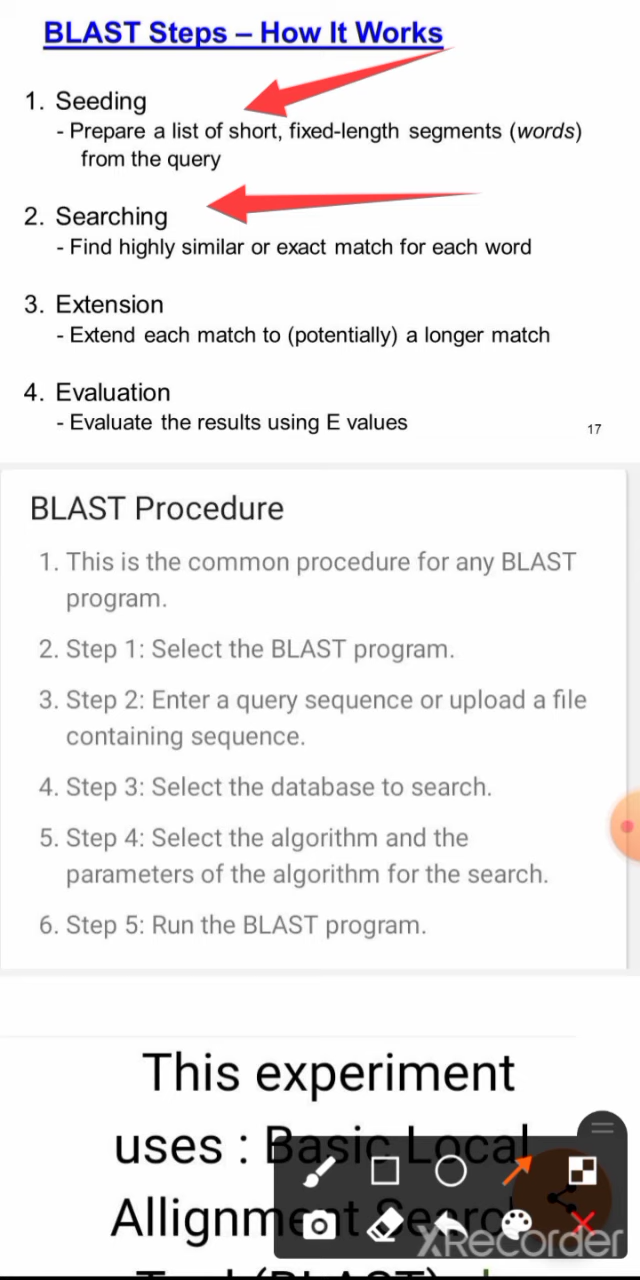 BLAST Steps – How It Works
1. Seeding
- Prepare a list of short, fixed-length segments (words)
from the query
2. Searching
- Find highly similar or exact match for each word
3. Extension
- Extend each match to (potentially) a longer match
4. Evaluation
- Evaluate the results using E values
17
BLAST Procedure
1. This is the common procedure for any BLAST
program.
2. Step 1: Select the BLAST program.
3. Step 2: Enter a query sequence or upload a file
containing sequence.
4. Step 3: Select the database to search.
5. Step 4: Select the algorithm and the
parameters of the algorithm for the search.
6. Step 5: Run the BLAST program.
This experiment
uses : Basic Local
Allignment Search
(BLAST)
XRecorder